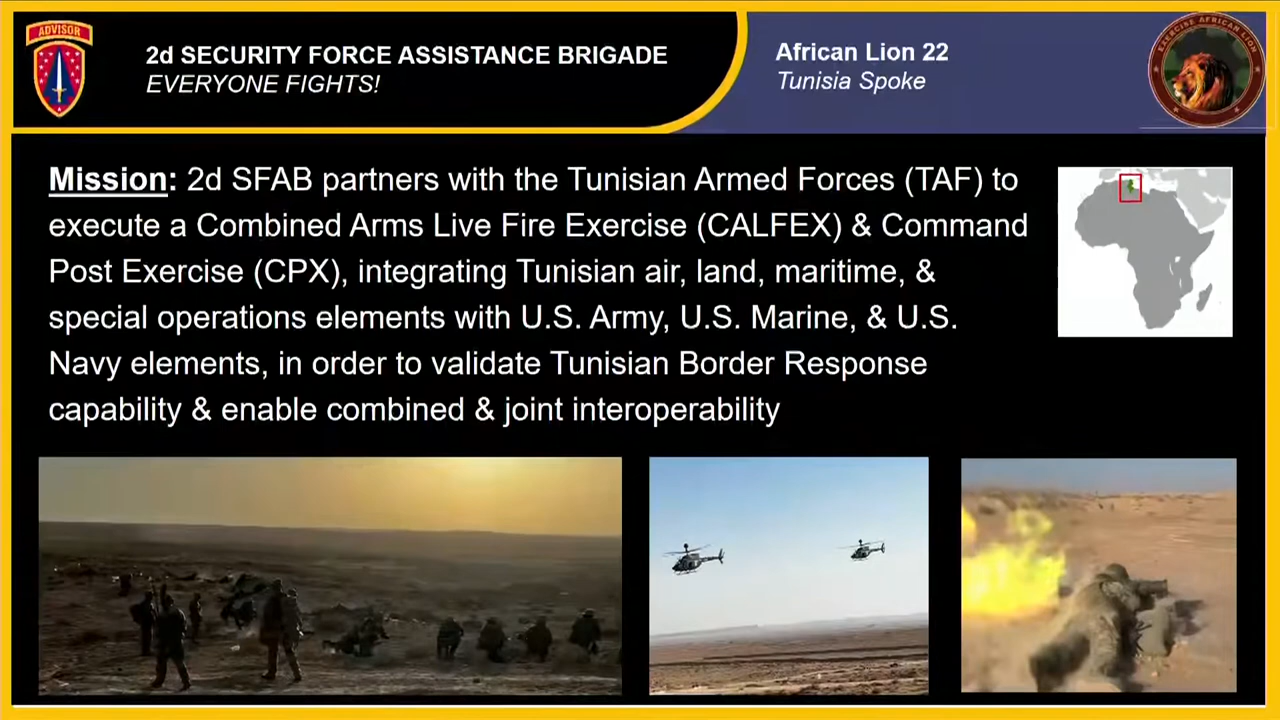 ADVISOR
2d SECURITY FORCE ASSISTANCE BRIGADE
EVERYONE FIGHTS!
African Lion 22
Tunisia Spoke
EXERCISE AFRICAN LION
Mission: 2d SFAB partners with the Tunisian Armed Forces (TAF) to
execute a Combined Arms Live Fire Exercise (CALFEX) & Command
Post Exercise (CPX), integrating Tunisian air, land, maritime, &
special operations elements with U.S. Army, U.S. Marine, & U.S.
Navy elements, in order to validate Tunisian Border Response
capability & enable combined & joint interoperability